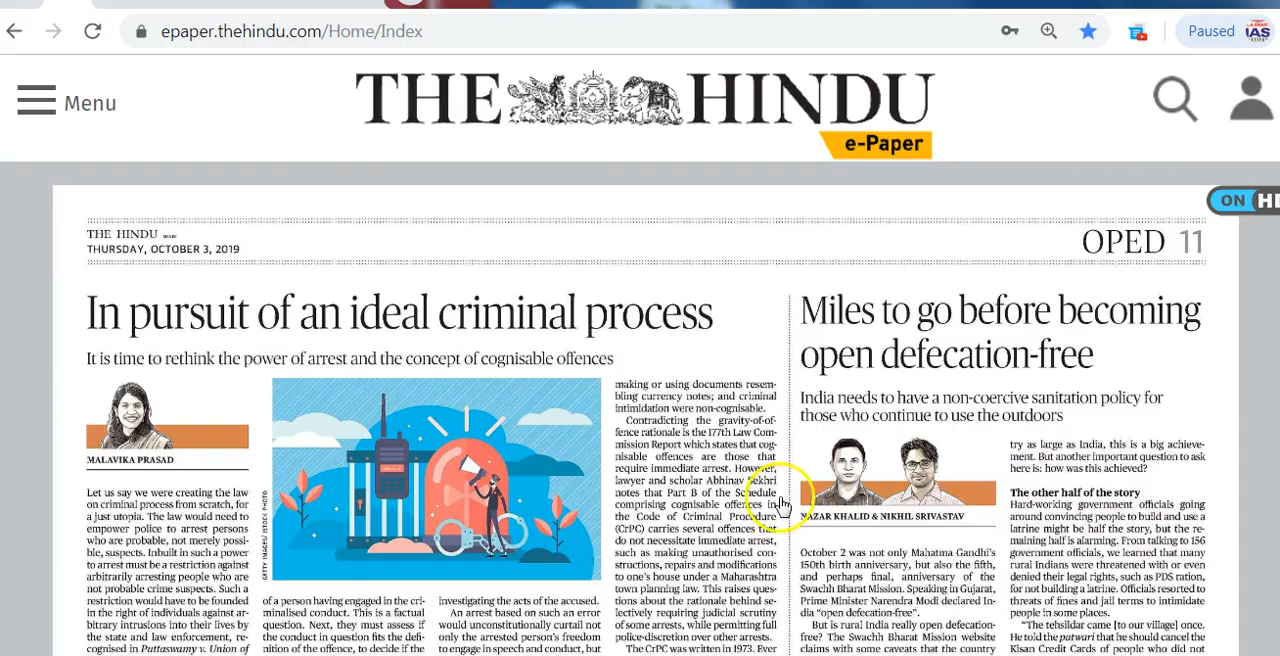 epaper.thehindu.com/Home/Index
Paused
IAS
Menu
THE HINDU
e-Paper
ON HD
THE HINDU
THURSDAY, OCTOBER 3, 2019
OPED 11
In pursuit of an ideal criminal process
It is time to rethink the power of arrest and the concept of cognisable offences
MALAVIKA PRASAD
Let us say we were creating the law
on criminal process from scratch, for
a just utopia. The law would need to
empower police to arrest persons
who are probable, not merely possi-
ble, suspects. Inbuilt in such a power
to arrest must be a restriction against
arbitrarily arresting people who are
not probable crime suspects. Such a
restriction would have to be founded
in the right of individuals against ar-
bitrary intrusions into their lives by
the state and law enforcement, re-
cognised in Puttaswamy v. Union of
GETTY IMAGES/ ISTOCK PHOTO
of a person having engaged in the cri-
minalised conduct. This is a factual
question. Next, they must assess if
the conduct in question fits the defi-
nition of the offence, to decide if the
investigating the acts of the accused.
An arrest based on such an error
would unconstitutionally curtail not
only the arrested person's freedom
to engage in speech and conduct, but
making or using documents resem-
bling currency notes; and criminal
intimidation were non-cognisable.
Contradicting the gravity-of-of-
fence rationale is the 177th Law Com-
mission Report which states that cog-
nisable offences are those that
require immediate arrest. However,
lawyer and scholar Abhinav Sekhri
notes that Part B of the Schedule
comprising cognisable offences in
the Code of Criminal Procedure
(CrPC) carries several offences that
do not necessitate immediate arrest,
such as making unauthorised con-
structions, repairs and modifications
to one's house under a Maharashtra
town planning law. This raises ques-
tions about the rationale behind se-
lectively requiring judicial scrutiny
of some arrests, while permitting full
police-discretion over other arrests.
The CrPC was written in 1973. Ever
Miles to go before becoming
open defecation-free
India needs to have a non-coercive sanitation policy for
those who continue to use the outdoors
NAZAR KHALID & NIKHIL SRIVASTAV
October 2 was not only Mahatma Gandhi's
150th birth anniversary, but also the fifth,
and perhaps final, anniversary of the
Swachh Bharat Mission. Speaking in Gujarat,
Prime Minister Narendra Modi declared In-
dia “open defecation-free”.
But is rural India really open defecation-
free? The Swachh Bharat Mission website
claims with some caveats that the country
try as large as India, this is a big achieve-
ment. But another important question to ask
here is: how was this achieved?
The other half of the story
Hard-working government officials going
around convincing people to build and use a
latrine might be half the story, but the re-
maining half is alarming. From talking to 156
government officials, we learned that many
rural Indians were threatened with or even
denied their legal rights, such as PDS ration,
for not building a latrine. Officials resorted to
threats of fines and jail terms to intimidate
people in some places.
“The tehsildar came [to our village] once.
He told the patwari that he should cancel the
Kisan Credit Cards of people who did not